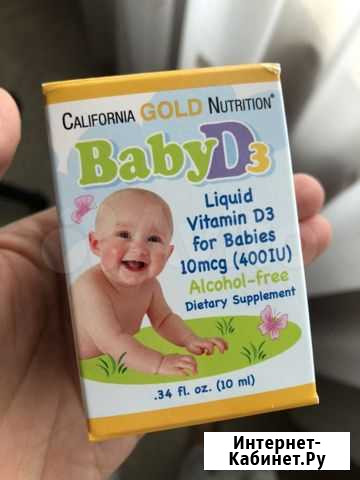 CALIFORNIA GOLD NUTRITION®
BabyD3
Liquid
Vitamin D3
for Babies
10mcg (400IU)
Alcohol-free
Dietary Supplement
.34 fl. oz. (10 ml)
Интернет-
Кабинет.Ру